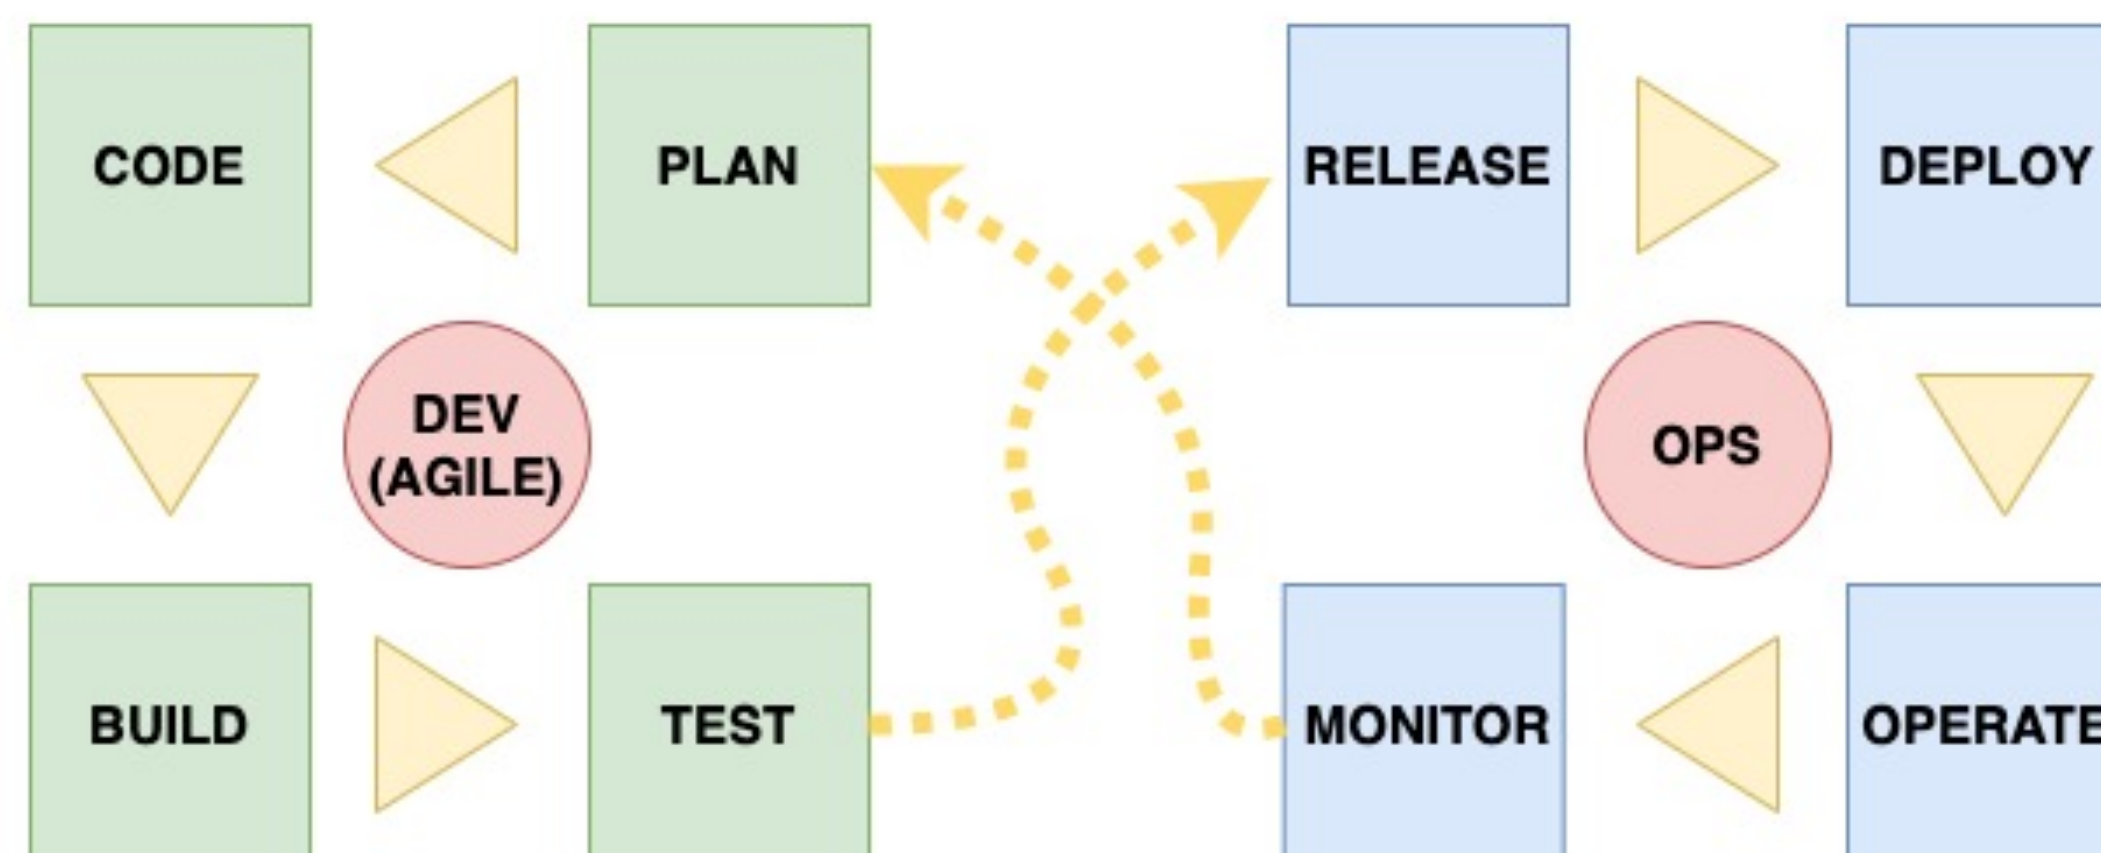 CODE
PLAN
RELEASE
DEPLOY
DEV
(AGILE)
OPS
BUILD
TEST
MONITOR
OPERATE